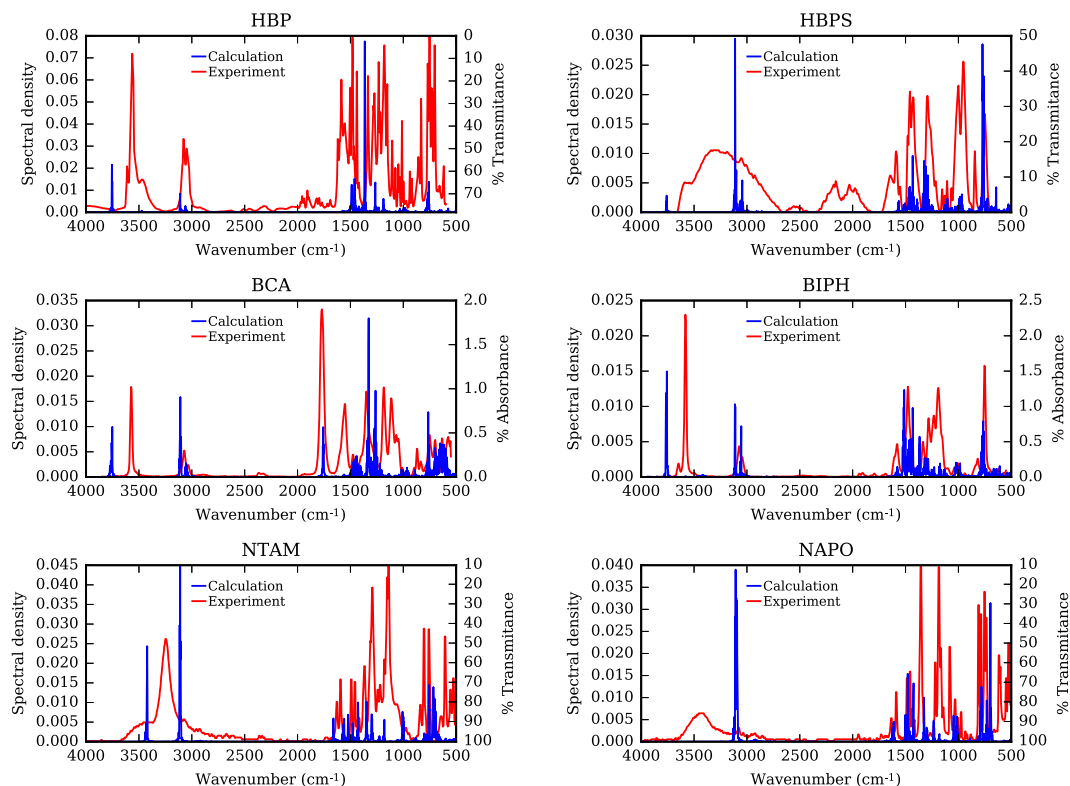 HBP
0.08
0.07
0.06
0.05
0.04
0.03
0.02
0.01
0.00
Spectral density
Calculation
Experiment
0
10
20
30
40
50
60
70
% Transmitance
4000 3500 3000 2500 2000 1500 1000 500
Wavenumber (cm-1)
HBPS
0.030
0.025
0.020
0.015
0.010
0.005
0.000
Spectral density
Calculation
Experiment
50
40
30
20
10
0
% Transmitance
4000 3500 3000 2500 2000 1500 1000 500
Wavenumber (cm-1)
BCA
0.035
0.030
0.025
0.020
0.015
0.010
0.005
0.000
Spectral density
Calculation
Experiment
2.0
1.5
1.0
0.5
0.0
% Absorbance
4000 3500 3000 2500 2000 1500 1000 500
Wavenumber (cm-1)
BIPH
0.025
0.020
0.015
0.010
0.005
0.000
Spectral density
Calculation
Experiment
2.5
2.0
1.5
1.0
0.5
0.0
% Absorbance
4000 3500 3000 2500 2000 1500 1000 500
Wavenumber (cm-1)
NTAM
0.045
0.040
0.035
0.030
0.025
0.020
0.015
0.010
0.005
0.000
Spectral density
Calculation
Experiment
10
20
30
40
50
60
70
80
90
100
% Transmitance
4000 3500 3000 2500 2000 1500 1000 500
Wavenumber (cm-1)
NAPO
0.040
0.035
0.030
0.025
0.020
0.015
0.010
0.005
0.000
Spectral density
Calculation
Experiment
10
20
30
40
50
60
70
80
90
100
% Transmitance
4000 3500 3000 2500 2000 1500 1000 500
Wavenumber (cm-1)